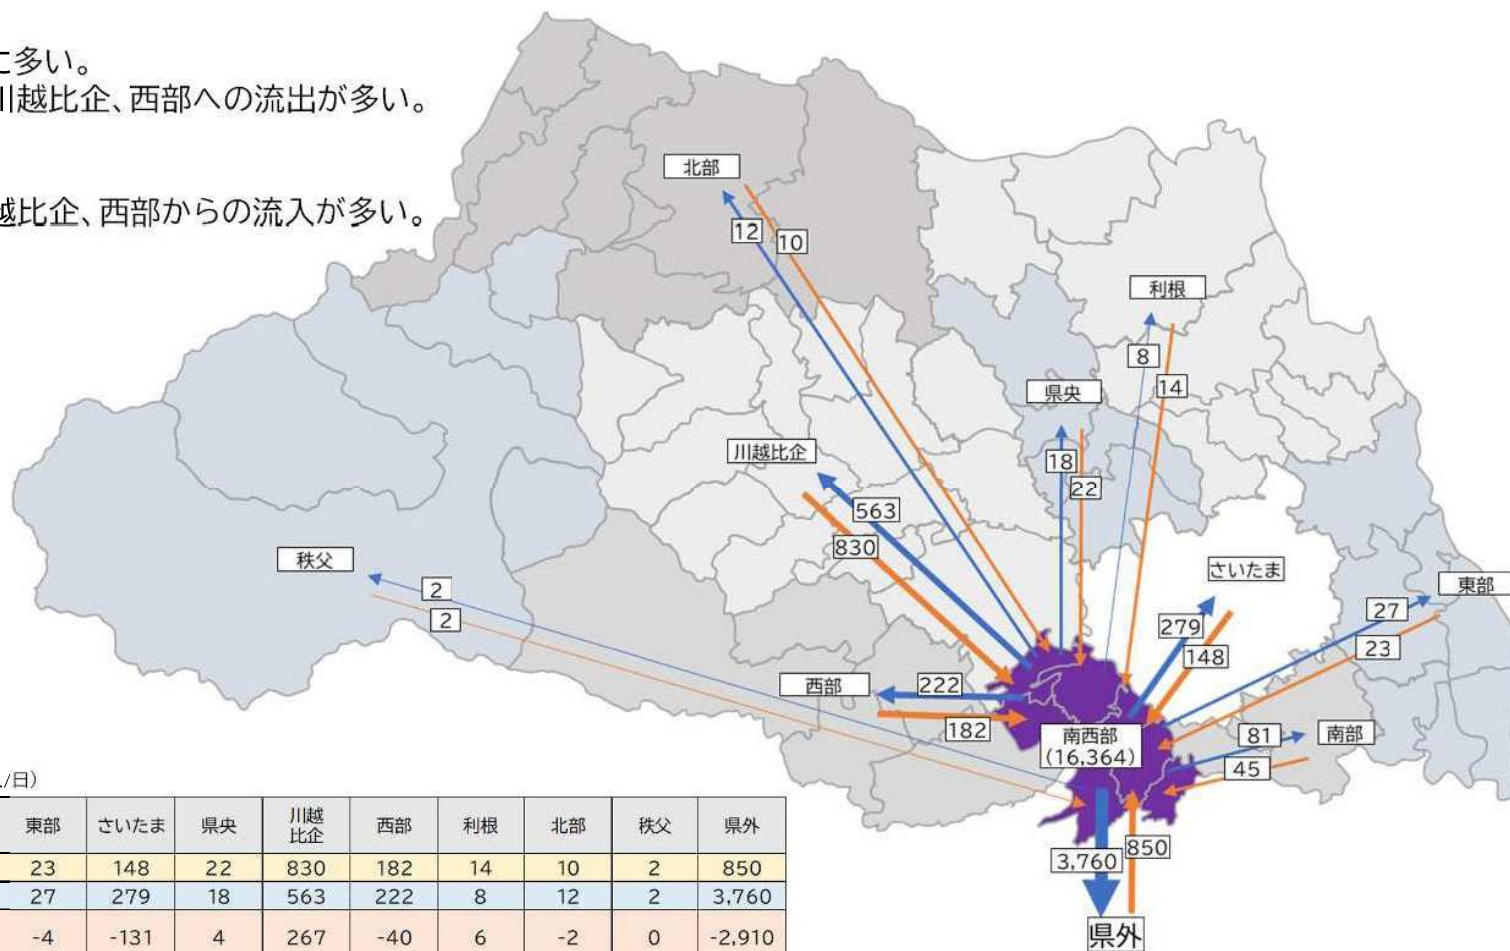 に多い。
川越比企、西部への流出が多い。
越比企、西部からの流入が多い。
北部
12
10
利根
8
14
県央
18
22
川越比企
563
830
秩父
2
2
さいたま
279
148
東部
27
23
西部
222
182
南西部
(16,364)
南部
81
45
3,760
850
県外
/日)
東部 さいたま 県央 川越比企 西部 利根 北部 秩父 県外
23 148 22 830 182 14 10 2 850
27 279 18 563 222 8 12 2 3,760
-4 -131 4 267 -40 6 -2 0 -2,910